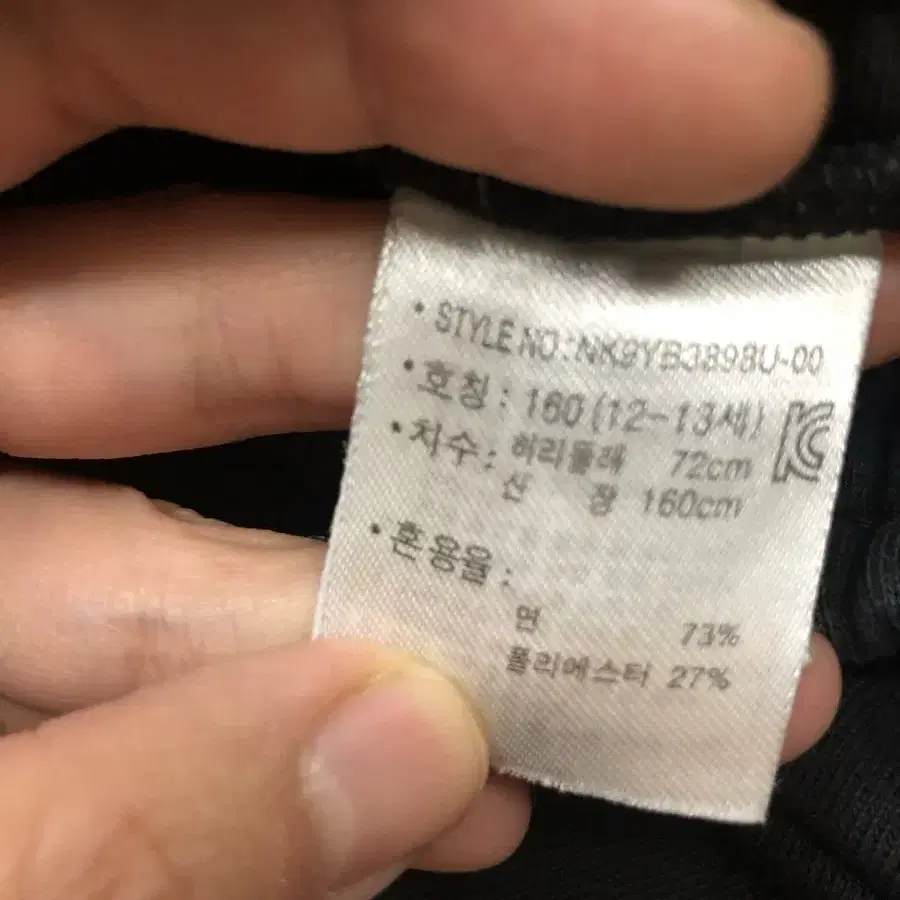 • STYLE NO : NK9YB3898U-00
• 호칭 : 160 (12-13세)
• 치수 : 허리둘레 72cm
신 장 160cm
• 혼용율 :
면 73%
폴리에스터 27%